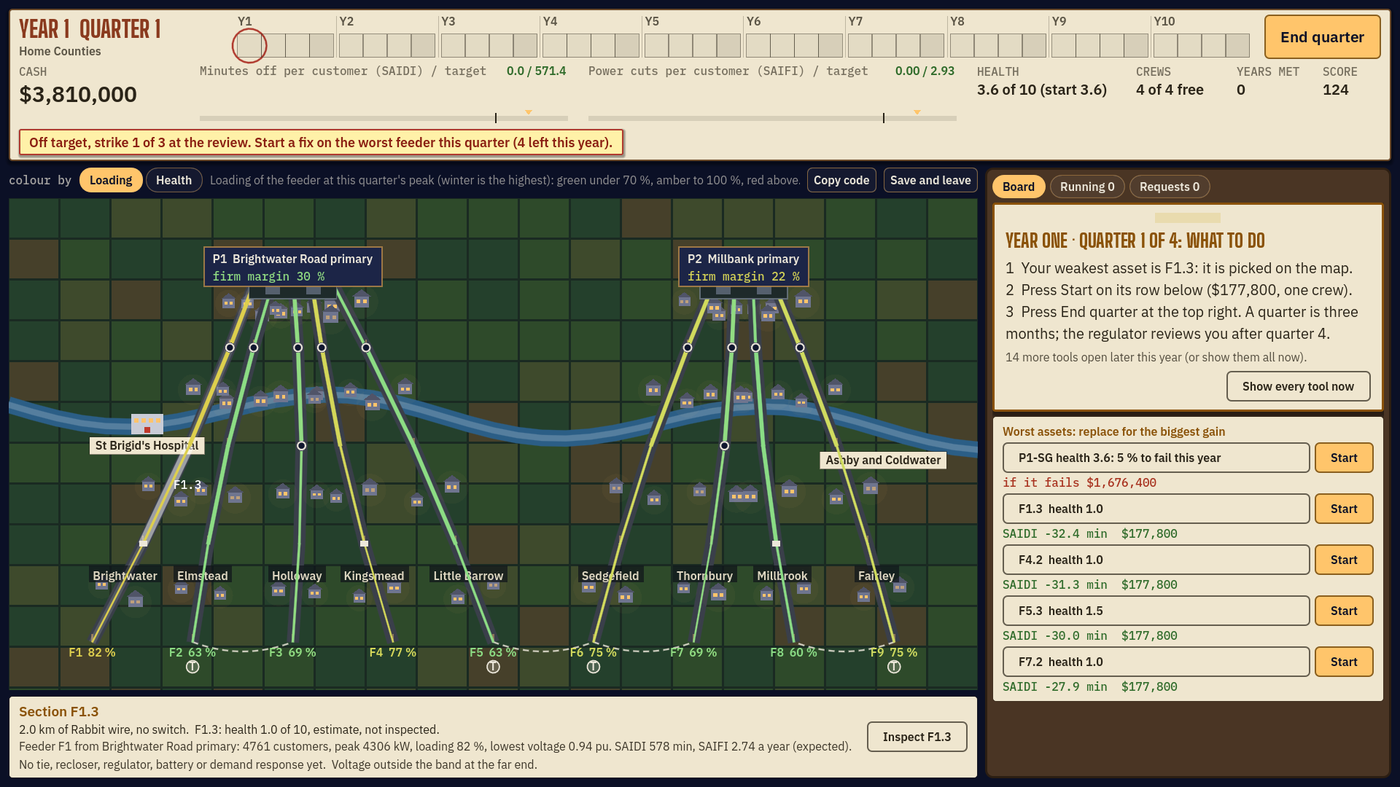 YEAR 1 QUARTER 1
Home Counties
CASH
$3,810,000
Y1 Y2 Y3 Y4 Y5 Y6 Y7 Y8 Y9 Y10
End quarter
Minutes off per customer (SAIDI) / target 0.0 / 571.4
Power cuts per customer (SAIFI) / target 0.00 / 2.93
HEALTH
3.6 of 10 (start 3.6)
CREWS
4 of 4 free
YEARS MET
0
SCORE
124
Off target, strike 1 of 3 at the review. Start a fix on the worst feeder this quarter (4 left this year).
colour by Loading Health Loading of the feeder at this quarter's peak (winter is the highest): green under 70 %, amber to 100 %, red above. Copy code Save and leave
P1 Brightwater Road primary
firm margin 30 %
P2 Millbank primary
firm margin 22 %
St Brigid's Hospital
Ashby and Coldwater
F1.3
Brightwater Elmstead Holloway Kingsmead Little Barrow Sedgefield Thornbury Millbrook Fairley
F1 82 % F2 63 % F3 69 % F4 77 % F5 63 % F6 75 % F7 69 % F8 60 % F9 75 %
T T T T
Section F1.3
2.0 km of Rabbit wire, no switch. F1.3: health 1.0 of 10, estimate, not inspected.
Feeder F1 from Brightwater Road primary: 4761 customers, peak 4306 kW, loading 82 %, lowest voltage 0.94 pu. SAIDI 578 min, SAIFI 2.74 a year (expected).
No tie, recloser, regulator, battery or demand response yet. Voltage outside the band at the far end.
Inspect F1.3
Board Running 0 Requests 0
YEAR ONE · QUARTER 1 OF 4: WHAT TO DO
1 Your weakest asset is F1.3: it is picked on the map.
2 Press Start on its row below ($177,800, one crew).
3 Press End quarter at the top right. A quarter is three
months; the regulator reviews you after quarter 4.
14 more tools open later this year (or show them all now).
Show every tool now
Worst assets: replace for the biggest gain
P1-SG health 3.6: 5 % to fail this year Start
if it fails $1,676,400
F1.3 health 1.0 Start
SAIDI -32.4 min $177,800
F4.2 health 1.0 Start
SAIDI -31.3 min $177,800
F5.3 health 1.5 Start
SAIDI -30.0 min $177,800
F7.2 health 1.0 Start
SAIDI -27.9 min $177,800